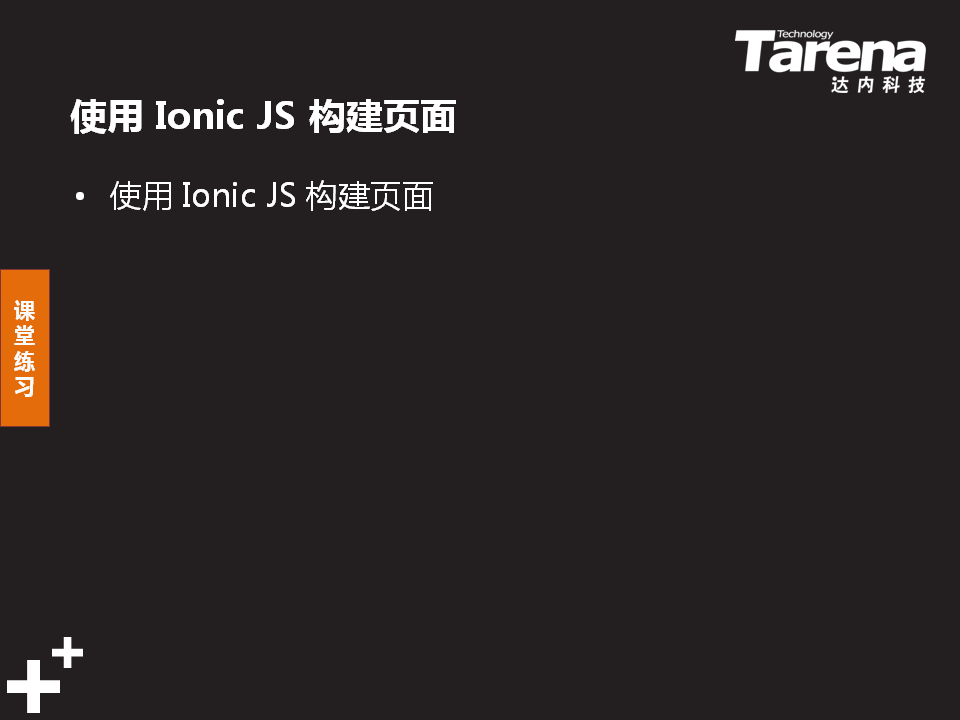 Technology
Tarena
达内科技
使用 Ionic JS 构建页面
• 使用 Ionic JS 构建页面
课
堂
练
习